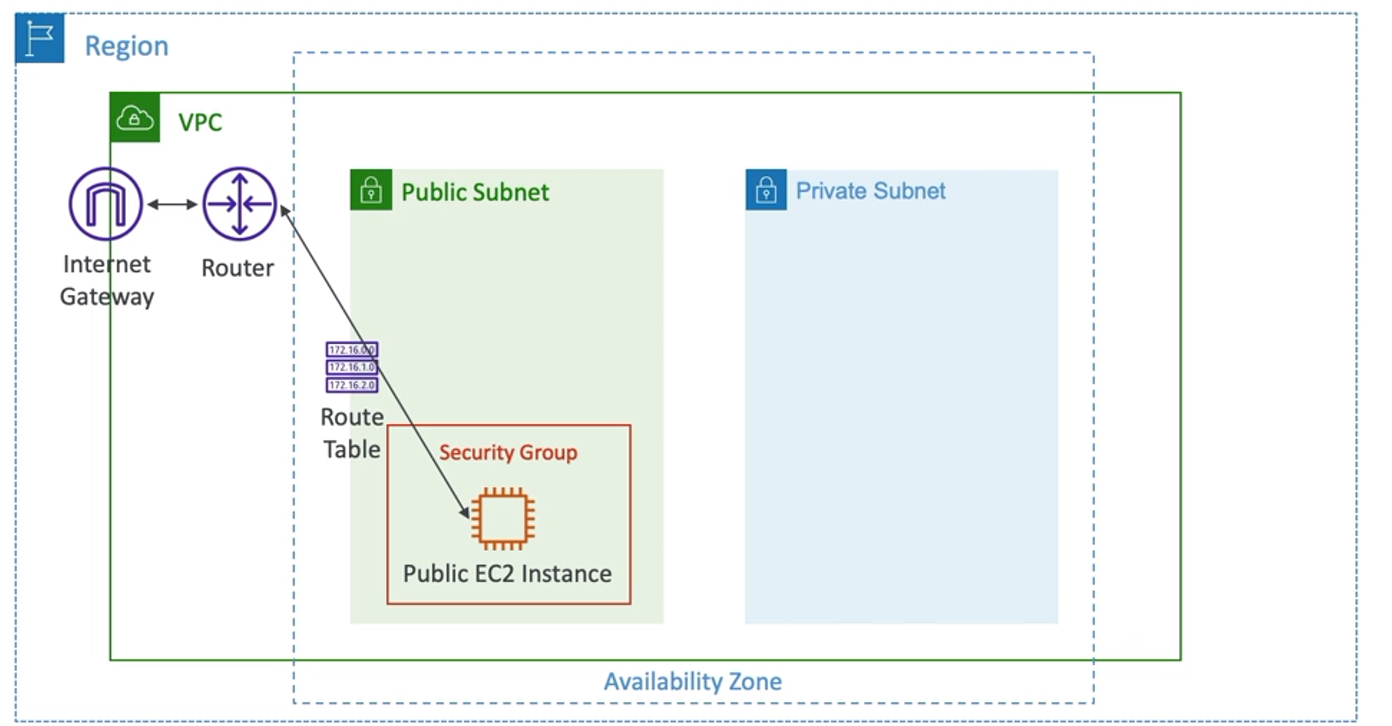 Region
VPC
Public Subnet
Private Subnet
Internet
Gateway
Router
172.16.0.0
172.16.1.0
172.16.2.0
Route
Table
Security Group
Public EC2 Instance
Availability Zone